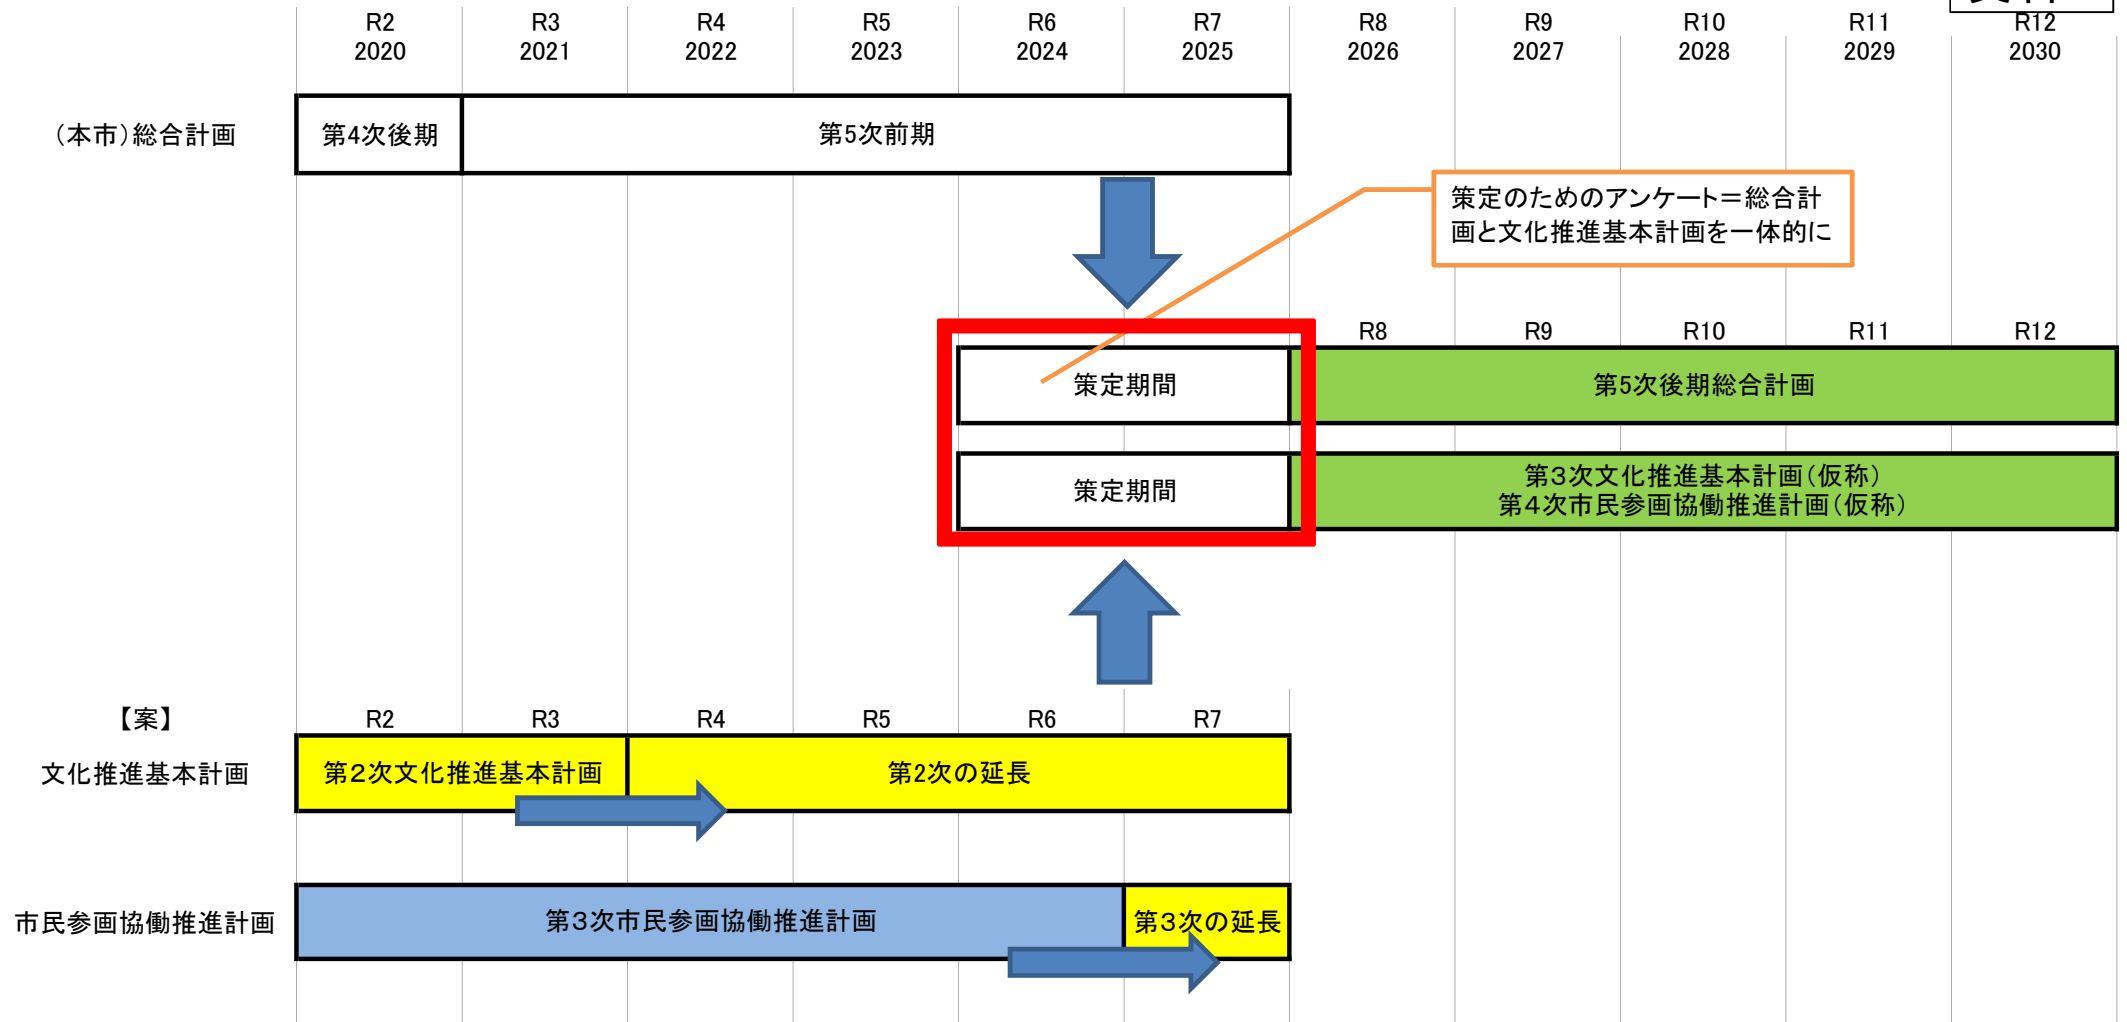 R2 R3 R4 R5 R6 R7 R8 R9 R10 R11 R12
2020 2021 2022 2023 2024 2025 2026 2027 2028 2029 2030
（本市）総合計画 第4次後期 第5次前期
策定のためのアンケート＝総合計
画と文化推進基本計画を一体的に
R8 R9 R10 R11 R12
策定期間 第5次後期総合計画
策定期間
第３次文化推進基本計画（仮称）
第４次市民参画協働推進計画（仮称）
【案】 R2 R3 R4 R5 R6 R7
文化推進基本計画 第２次文化推進基本計画 第2次の延長
市民参画協働推進計画 第３次市民参画協働推進計画 第３次の延長